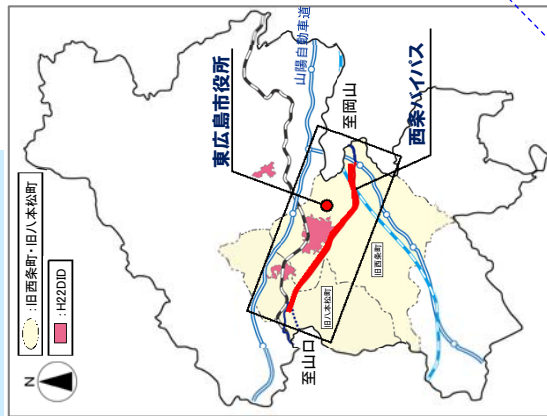 :旧西条町・旧八本松町
:H22DID
N
山陽自動車道
東広島市役所
至岡山
西条バイパス
旧西条町
旧八本松町
至山口